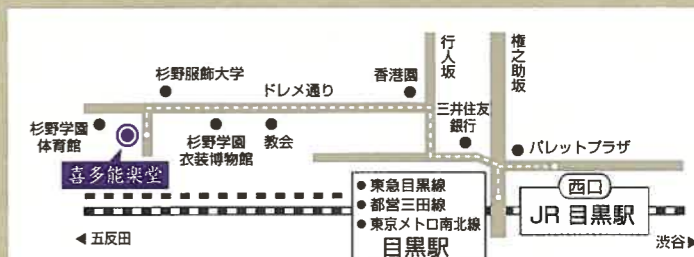 行人坂
権之助坂
杉野服飾大学
ドレメ通り
香港園
三井住友
銀行
杉野学園
体育館
杉野学園
衣装博物館
教会
パレットプラザ
喜多能楽堂
●東急目黒線
●都営三田線
●東京メトロ南北線
目黒駅
西口
JR 目黒駅
◀五反田
渋谷▶